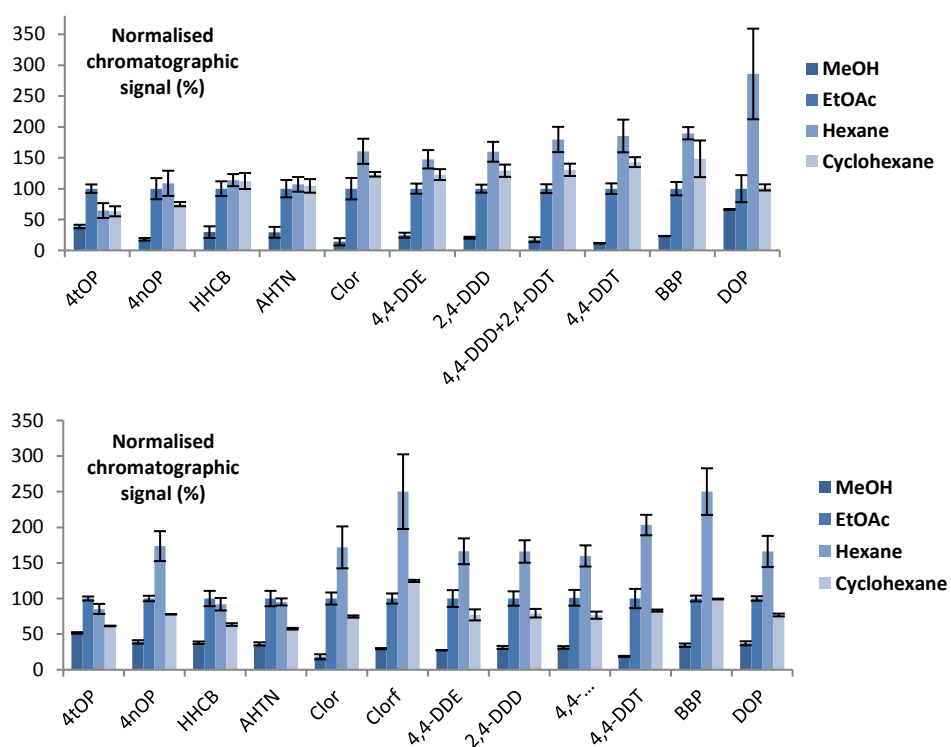 350
300
250
200
150
100
50
0
Normalised
chromatographic
signal (%)
MeOH
EtOAc
Hexane
Cyclohexane
4tOP
4nOP
HHCB
AHTN
Clor
4,4-DDE
2,4-DDD
4,4-DDD+2,4-DDT
4,4-DDT
BBP
DOP
350
300
250
200
150
100
50
0
Normalised
chromatographic
signal (%)
MeOH
EtOAc
Hexane
Cyclohexane
4tOP
4nOP
HHCB
AHTN
Clor
Clorf
4,4-DDE
2,4-DDD
4,4-...
4,4-DDT
BBP
DOP